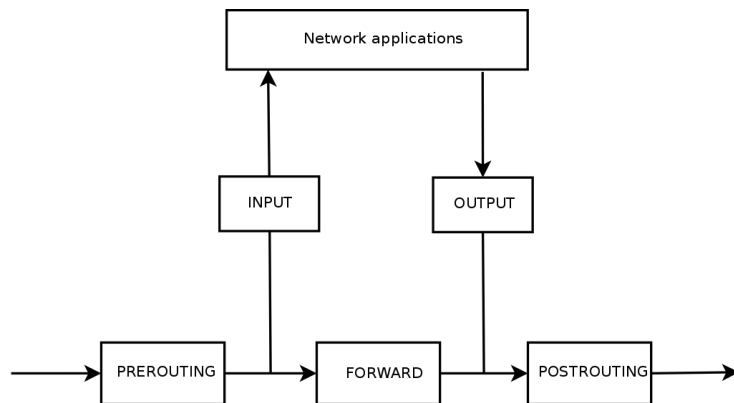 Network applications
INPUT
OUTPUT
PREROUTING
FORWARD
POSTROUTING